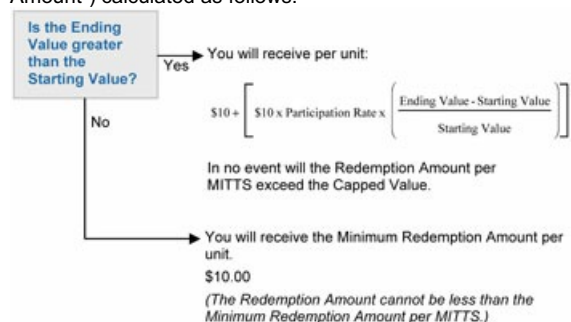 Amount") calculated as follows:
Is the Ending
Value greater
than the
Starting Value?
Yes
You will receive per unit:
$10 + [ $10 x Participation Rate x ( Ending Value - Starting Value / Starting Value ) ]
In no event will the Redemption Amount per
MITTS exceed the Capped Value.
No
You will receive the Minimum Redemption Amount per
unit.
$10.00
(The Redemption Amount cannot be less than the
Minimum Redemption Amount per MITTS.)